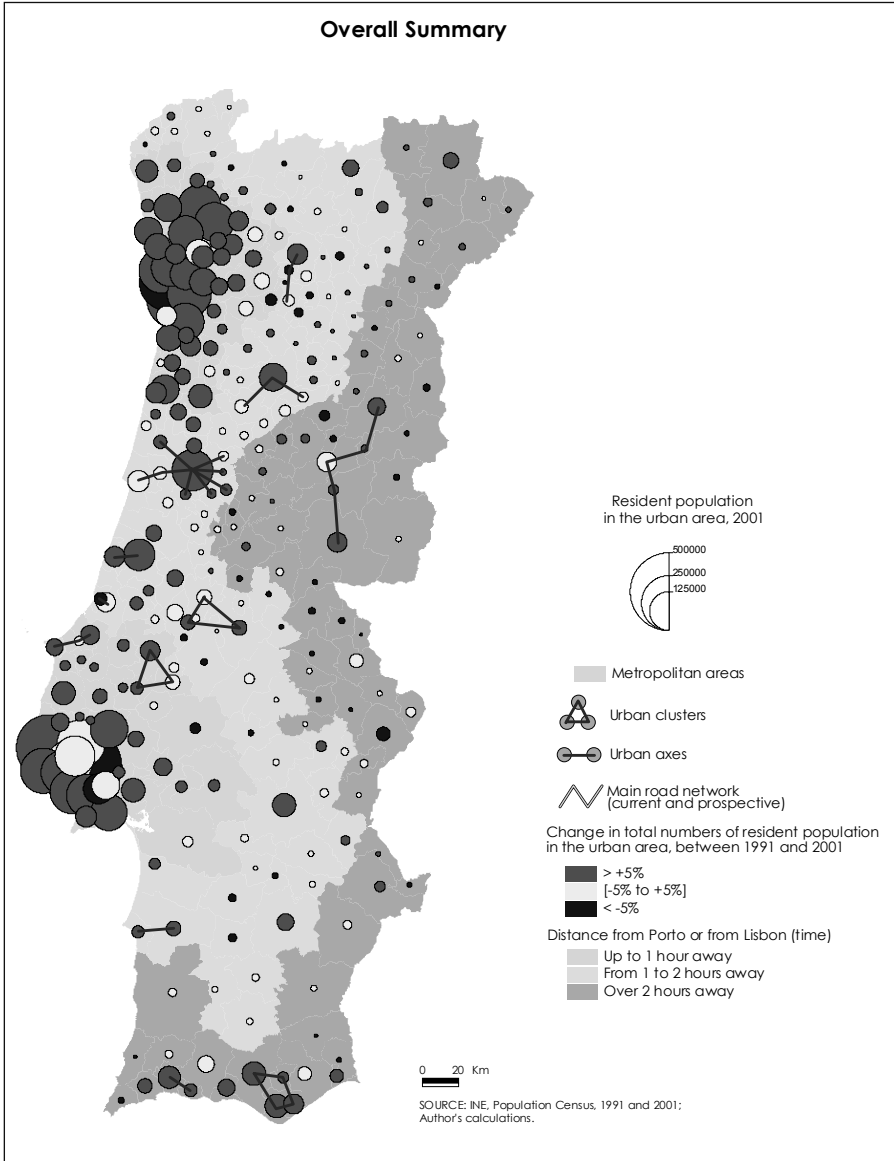 Overall Summary
Resident population
in the urban area, 2001
500000
250000
125000
Metropolitan areas
Urban clusters
Urban axes
Main road network
(current and prospective)
Change in total numbers of resident population
in the urban area, between 1991 and 2001
> +5%
[-5% to +5%]
< -5%
Distance from Porto or from Lisbon (time)
Up to 1 hour away
From 1 to 2 hours away
Over 2 hours away
0 20 Km
SOURCE: INE, Population Census, 1991 and 2001;
Author's calculations.